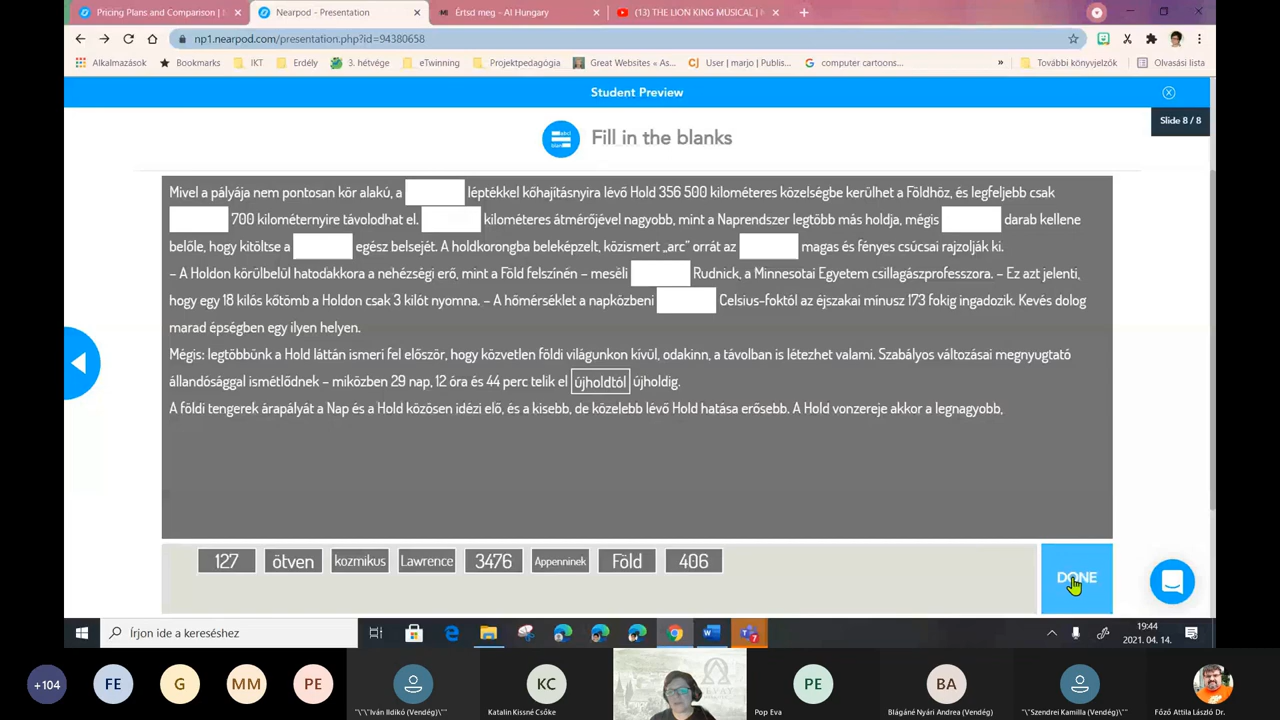 Pricing Plans and Comparison |
Nearpod - Presentation
Értsd meg - AI Hungary
(13) THE LION KING MUSICAL |
np1.nearpod.com/presentation.php?id=94380658
Alkalmazások Bookmarks IKT Erdély 3. hétvége eTwinning Projektpedagógia Great Websites « As... User | marjo | Publis... computer cartoons... » További könyvjelzők Olvasási lista
Student Preview
Slide 8 / 8
Fill in the blanks
Mivel a pályája nem pontosan kör alakú, a léptékkel kőhajításnyira lévő Hold 356 500 kilométeres közelségbe kerülhet a Földhöz, és legfeljebb csak
700 kilométernyire távolodhat el. kilométeres átmérőjével nagyobb, mint a Naprendszer legtöbb más holdja, mégis darab kellene
belőle, hogy kitöltse a egész belsejét. A holdkorongba beleképzelt, közismert „arc” orrát az magas és fényes csúcsai rajzolják ki.
– A Holdon körülbelül hatodakkora a nehézségi erő, mint a Föld felszínén – meséli Rudnick, a Minnesotai Egyetem csillagászprofesszora. – Ez azt jelenti,
hogy egy 18 kilós kőtömb a Holdon csak 3 kilót nyomna. – A hőmérséklet a napközbeni Celsius-foktól az éjszakai mínusz 173 fokig ingadozik. Kevés dolog
marad épségben egy ilyen helyen.
Mégis: legtöbbünk a Hold láttán ismeri fel először, hogy közvetlen földi világunkon kívül, odakinn, a távolban is létezhet valami. Szabályos változásai megnyugtató
állandósággal ismétlődnek – miközben 29 nap, 12 óra és 44 perc telik el újholdtól újholdig.
A földi tengerek árapályát a Nap és a Hold közösen idézi elő, és a kisebb, de közelebb lévő Hold hatása erősebb. A Hold vonzereje akkor a legnagyobb,
127 ötven kozmikus Lawrence 3476 Appenninek Föld 406
DONE
Írjon ide a kereséshez
7
19:44
2021. 04. 14.
+104 FE G MM PE KC PE BA
"\"\"Iván Ildikó (Vendég)\"" Katalin Kissné Csőke Pop Eva Blágáné Nyári Andrea (Vendég) "\"Szendrei Kamilla (Vendég)\" Főző Attila László Dr.